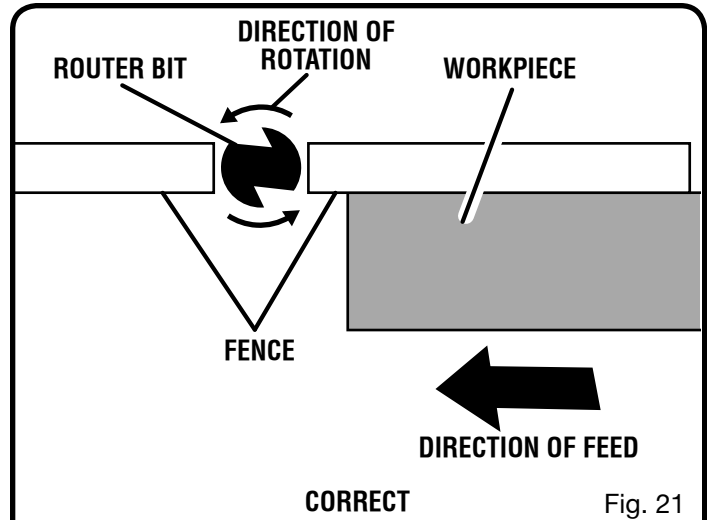 DIRECTION OF
ROTATION
ROUTER BIT
WORKPIECE
FENCE
DIRECTION OF FEED
CORRECT
Fig. 21